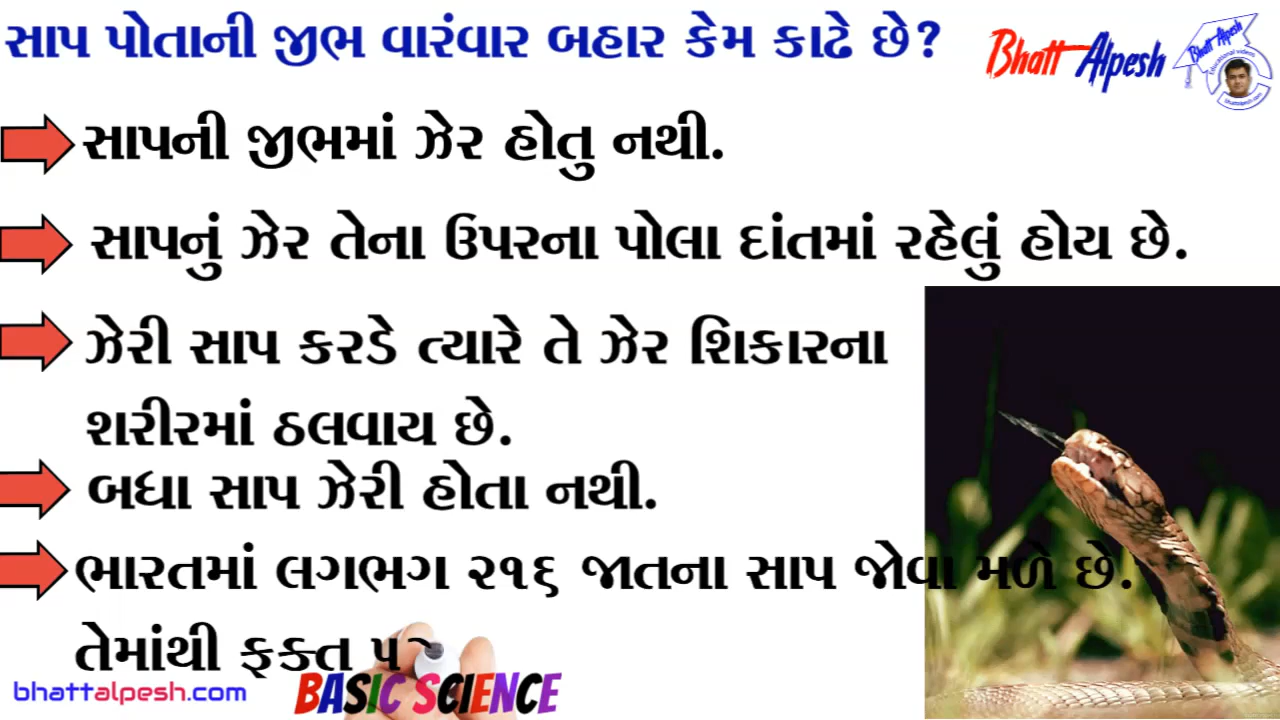 સાપ પોતાની જીભ વારંવાર બહાર કેમ કાઢે છે?
Bhatt Alpesh
સાપની જીભમાં ઝેર હોતુ નથી.
સાપનું ઝેર તેના ઉપરના પોલા દાંતમાં રહેલું હોય છે.
ઝેરી સાપ કરડે ત્યારે તે ઝેર શિકારના
શરીરમાં ઠલવાય છે.
બધા સાપ ઝેરી હોતા નથી.
ભારતમાં લગભગ ૨૧૬ જાતના સાપ જોવા મળે છે.
તેમાંથી ફક્ત
bhattalpesh.com
BASIC SCIENCE